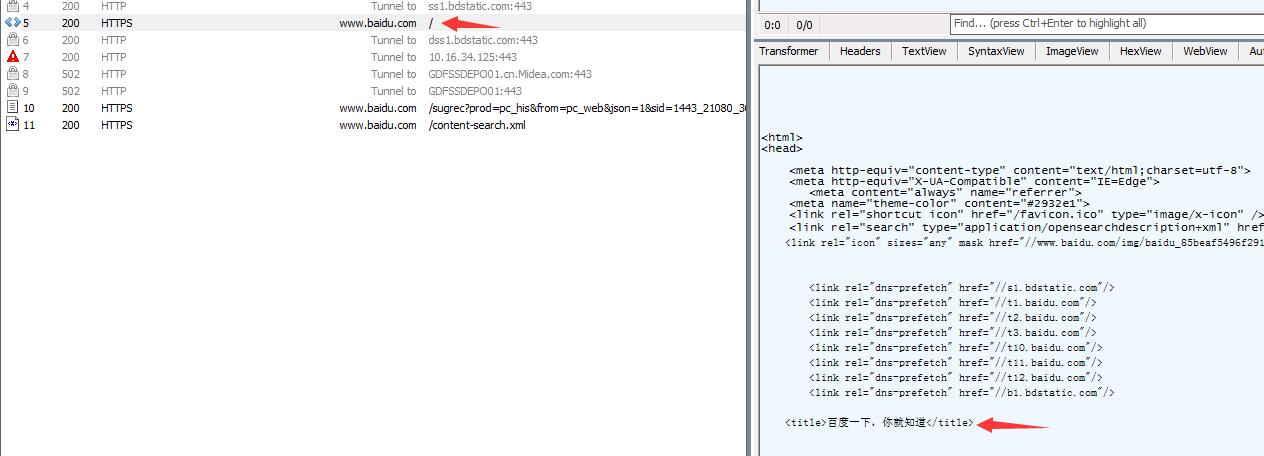 4 200 HTTP Tunnel to ss1.bdstatic.com:443
5 200 HTTPS www.baidu.com /
6 200 HTTP Tunnel to dss1.bdstatic.com:443
7 200 HTTP Tunnel to 10.16.34.125:443
8 502 HTTP Tunnel to GDFSSDEPO01.cn.Midea.com:443
9 502 HTTP Tunnel to GDFSSDEPO01:443
10 200 HTTPS www.baidu.com /sugrec?prod=pc_his&from=pc_web&json=1&sid=1443_21080_3
11 200 HTTPS www.baidu.com /content-search.xml
0:0 0/0 Find... (press Ctrl+Enter to highlight all)
Transformer Headers TextView SyntaxView ImageView HexView WebView Au
<html>
<head>
<meta http-equiv="content-type" content="text/html;charset=utf-8">
<meta http-equiv="X-UA-Compatible" content="IE=Edge">
<meta content="always" name="referrer">
<meta name="theme-color" content="#2932e1">
<link rel="shortcut icon" href="/favicon.ico" type="image/x-icon" />
<link rel="search" type="application/opensearchdescription+xml" href
<link rel="icon" sizes="any" mask href="//www.baidu.com/img/baidu_85beaf5496f291
<link rel="dns-prefetch" href="//s1.bdstatic.com"/>
<link rel="dns-prefetch" href="//t1.baidu.com"/>
<link rel="dns-prefetch" href="//t2.baidu.com"/>
<link rel="dns-prefetch" href="//t3.baidu.com"/>
<link rel="dns-prefetch" href="//t10.baidu.com"/>
<link rel="dns-prefetch" href="//t11.baidu.com"/>
<link rel="dns-prefetch" href="//t12.baidu.com"/>
<link rel="dns-prefetch" href="//b1.bdstatic.com"/>
<title>百度一下，你就知道</title>